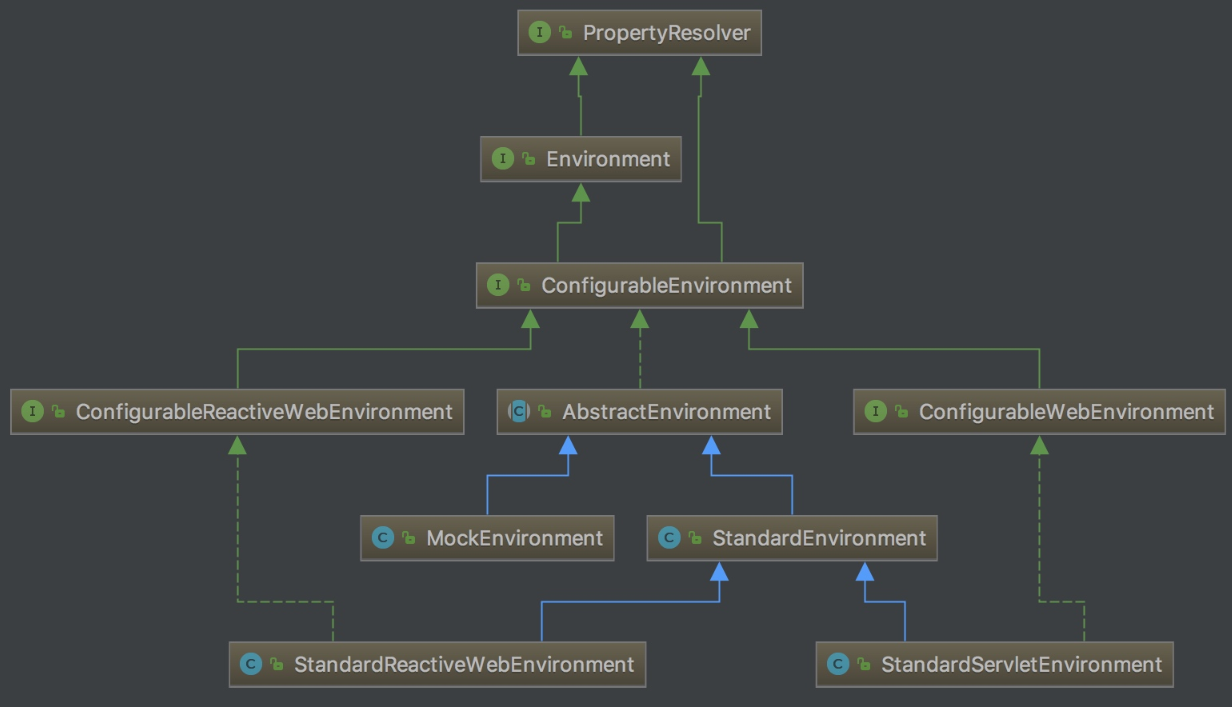 I PropertyResolver
I Environment
I ConfigurableEnvironment
I ConfigurableReactiveWebEnvironment
C AbstractEnvironment
I ConfigurableWebEnvironment
C MockEnvironment
C StandardEnvironment
C StandardReactiveWebEnvironment
C StandardServletEnvironment